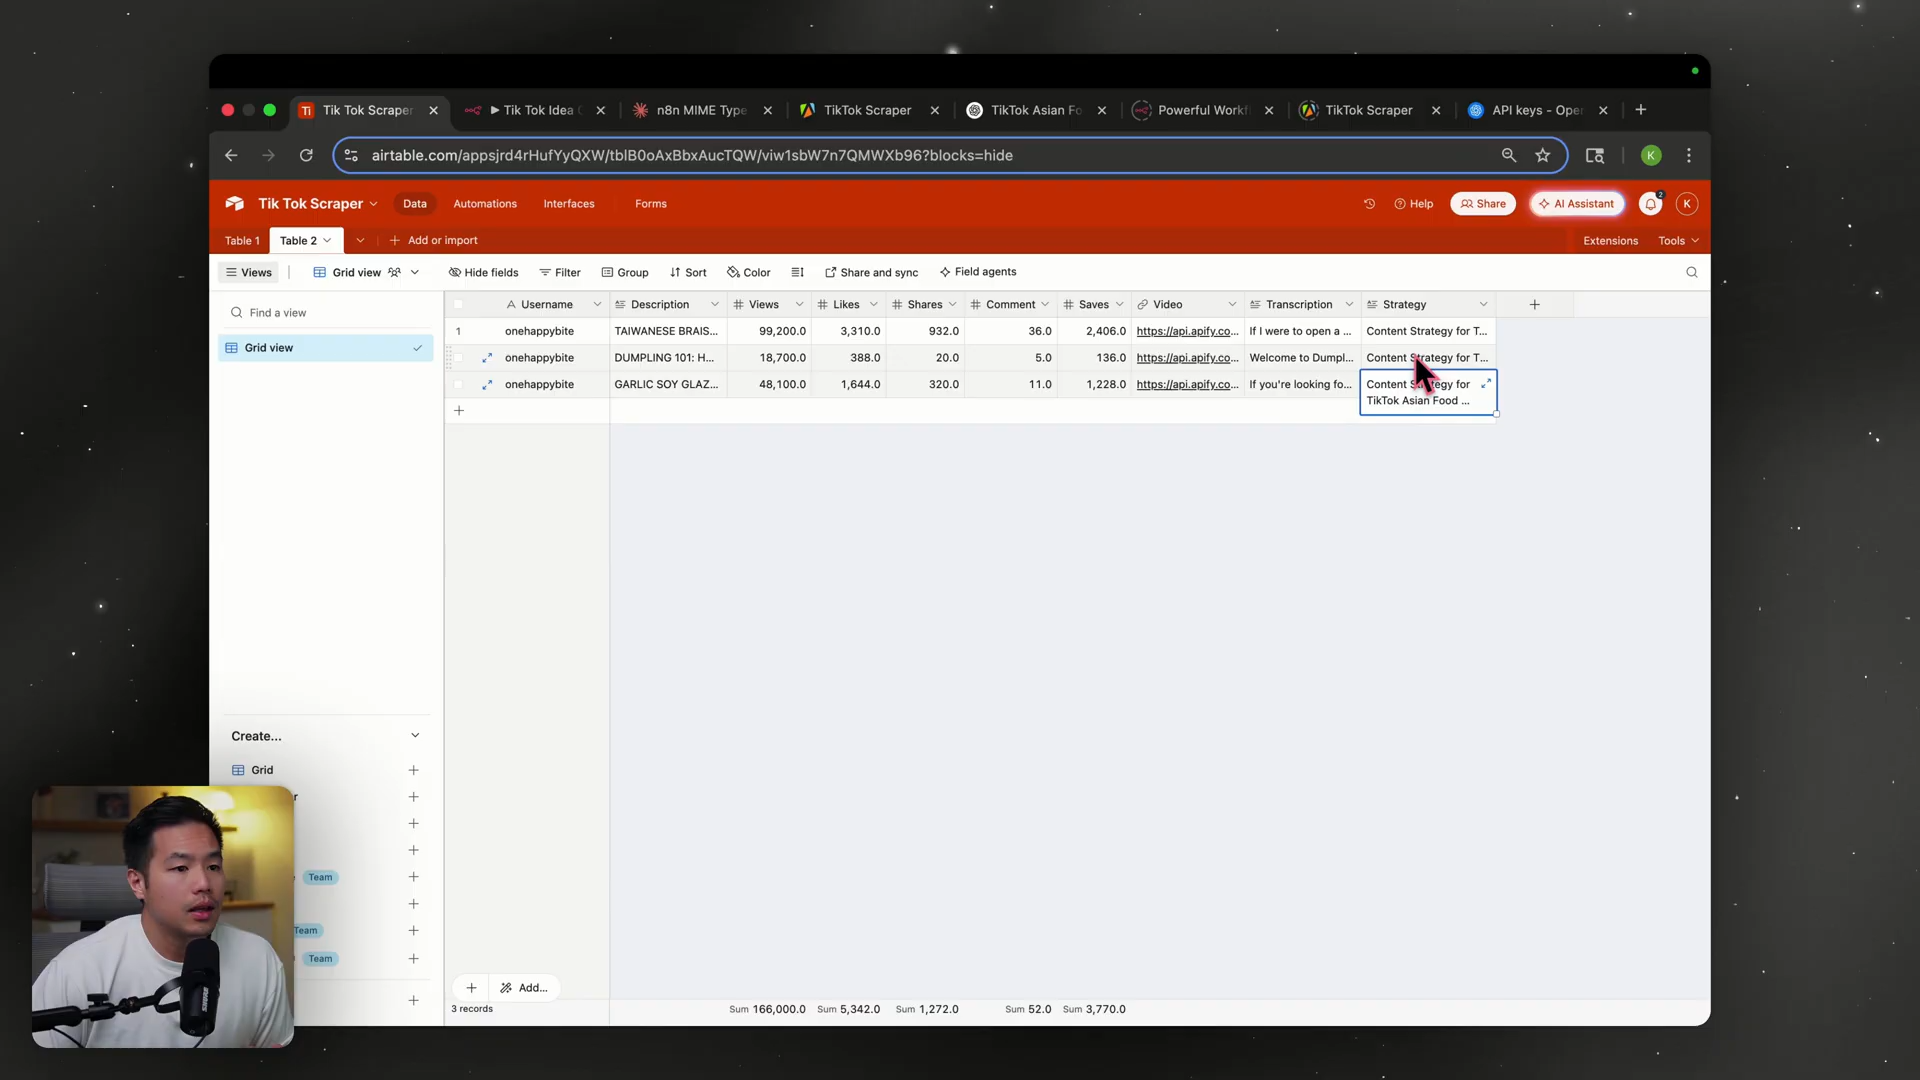 Tik Tok Scraper
▶ Tik Tok Idea
n8n MIME Type
TikTok Scraper
TikTok Asian Fo
Powerful Workf
TikTok Scraper
API keys - Oper
airtable.com/appsjrd4rHufYyQXW/tblB0oAxBbxAucTQW/viw1sbW7n7QMWXb96?blocks=hide
K
Ti
Tik Tok Scraper
Data
Automations
Interfaces
Forms
Help
Share
AI Assistant
2
K
Table 1
Table 2
Add or import
Extensions
Tools
Views
Grid view
Hide fields
Filter
Group
Sort
Color
Share and sync
Field agents
Find a view
Grid view
Username Description Views Likes Shares Comment Saves Video Transcription Strategy
1 onehappybite TAIWANESE BRAIS... 99,200.0 3,310.0 932.0 36.0 2,406.0 https://api.apify.co... If I were to open a ... Content Strategy for T...
onehappybite DUMPLING 101: H... 18,700.0 388.0 20.0 5.0 136.0 https://api.apify.co... Welcome to Dumpl... Content Strategy for T...
onehappybite GARLIC SOY GLAZ... 48,100.0 1,644.0 320.0 11.0 1,228.0 https://api.apify.co... If you're looking fo... Content Strategy for
TikTok Asian Food ...
Create...
Grid
Team
Team
Team
Add...
3 records
Sum 166,000.0 Sum 5,342.0 Sum 1,272.0 Sum 52.0 Sum 3,770.0